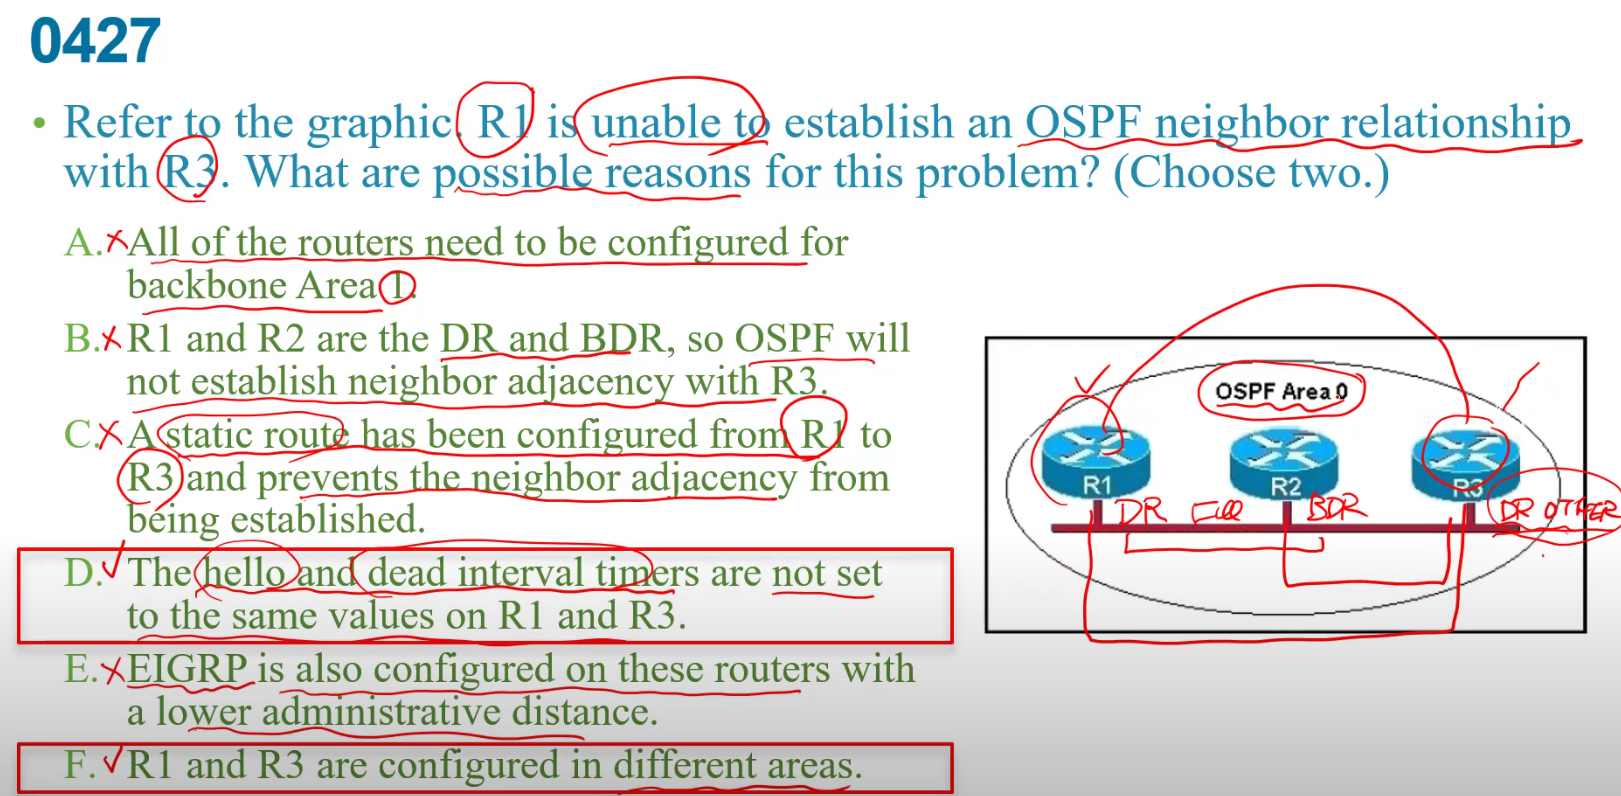 0427
• Refer to the graphic. R1 is unable to establish an OSPF neighbor relationship
with R3. What are possible reasons for this problem? (Choose two.)
A. All of the routers need to be configured for
backbone Area 1.
B. R1 and R2 are the DR and BDR, so OSPF will
not establish neighbor adjacency with R3.
C. A static route has been configured from R1 to
R3 and prevents the neighbor adjacency from
being established.
D. The hello and dead interval timers are not set
to the same values on R1 and R3.
E. EIGRP is also configured on these routers with
a lower administrative distance.
F. R1 and R3 are configured in different areas.
OSPF Area 0
R1 R2 R3
DR Full BDR DR OTHER